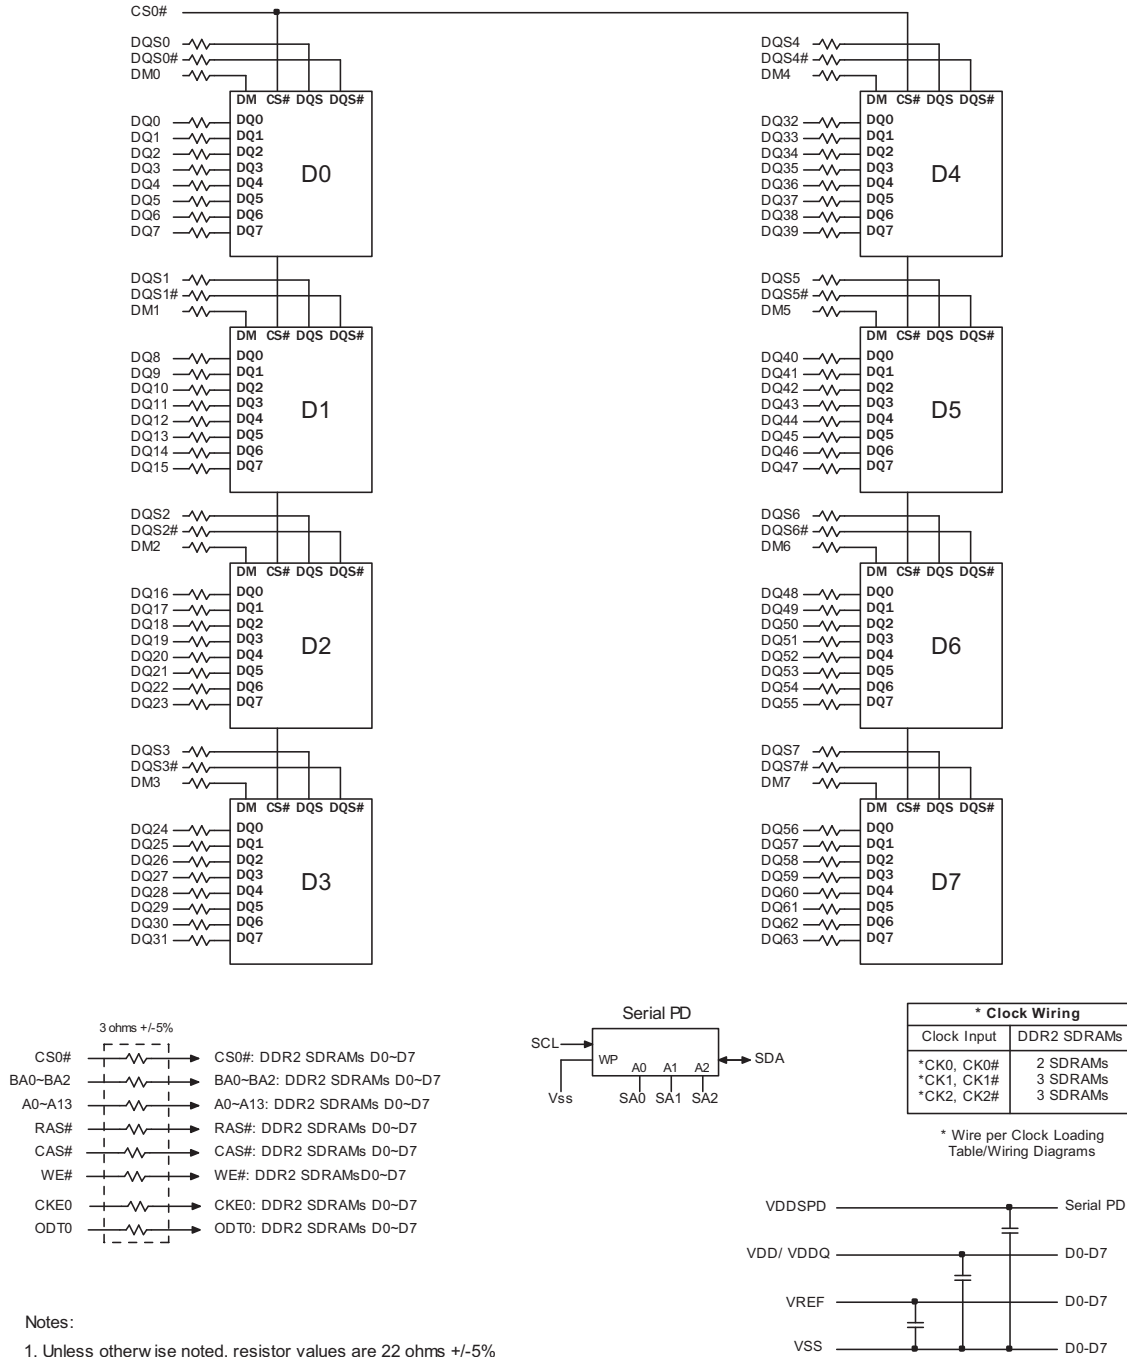 CS0#
DQS0
DQS0#
DM0
DM CS# DQS DQS#
DQ0 DQ0
DQ1 DQ1
DQ2 DQ2
DQ3 DQ3
DQ4 DQ4
DQ5 DQ5
DQ6 DQ6
DQ7 DQ7
D0
DQS1
DQS1#
DM1
DM CS# DQS DQS#
DQ8 DQ0
DQ9 DQ1
DQ10 DQ2
DQ11 DQ3
DQ12 DQ4
DQ13 DQ5
DQ14 DQ6
DQ15 DQ7
D1
DQS2
DQS2#
DM2
DM CS# DQS DQS#
DQ16 DQ0
DQ17 DQ1
DQ18 DQ2
DQ19 DQ3
DQ20 DQ4
DQ21 DQ5
DQ22 DQ6
DQ23 DQ7
D2
DQS3
DQS3#
DM3
DM CS# DQS DQS#
DQ24 DQ0
DQ25 DQ1
DQ26 DQ2
DQ27 DQ3
DQ28 DQ4
DQ29 DQ5
DQ30 DQ6
DQ31 DQ7
D3
DQS4
DQS4#
DM4
DM CS# DQS DQS#
DQ32 DQ0
DQ33 DQ1
DQ34 DQ2
DQ35 DQ3
DQ36 DQ4
DQ37 DQ5
DQ38 DQ6
DQ39 DQ7
D4
DQS5
DQS5#
DM5
DM CS# DQS DQS#
DQ40 DQ0
DQ41 DQ1
DQ42 DQ2
DQ43 DQ3
DQ44 DQ4
DQ45 DQ5
DQ46 DQ6
DQ47 DQ7
D5
DQS6
DQS6#
DM6
DM CS# DQS DQS#
DQ48 DQ0
DQ49 DQ1
DQ50 DQ2
DQ51 DQ3
DQ52 DQ4
DQ53 DQ5
DQ54 DQ6
DQ55 DQ7
D6
DQS7
DQS7#
DM7
DM CS# DQS DQS#
DQ56 DQ0
DQ57 DQ1
DQ58 DQ2
DQ59 DQ3
DQ60 DQ4
DQ61 DQ5
DQ62 DQ6
DQ63 DQ7
D7
3 ohms +/-5%
CS0# CS0#: DDR2 SDRAMs D0~D7
BA0~BA2 BA0~BA2: DDR2 SDRAMs D0~D7
A0~A13 A0~A13: DDR2 SDRAMs D0~D7
RAS# RAS#: DDR2 SDRAMs D0~D7
CAS# CAS#: DDR2 SDRAMs D0~D7
WE# WE#: DDR2 SDRAMsD0~D7
CKE0 CKE0: DDR2 SDRAMs D0~D7
ODT0 ODT0: DDR2 SDRAMs D0~D7
Serial PD
SCL WP A0 A1 A2 SDA
Vss SA0 SA1 SA2
* Clock Wiring
Clock Input DDR2 SDRAMs
*CK0, CK0# 2 SDRAMs
*CK1, CK1# 3 SDRAMs
*CK2, CK2# 3 SDRAMs
* Wire per Clock Loading
Table/Wiring Diagrams
VDDSPD Serial PD
VDD/ VDDQ D0-D7
VREF D0-D7
VSS D0-D7
Notes:
1. Unless otherwise noted, resistor values are 22 ohms +/-5%